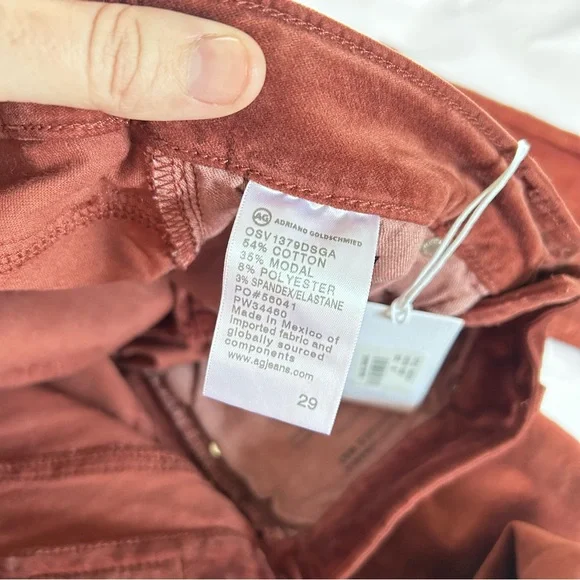 AG ADRIANO GOLDSCHMIED
OSV1379DSGA
54% COTTON
35% MODAL
8% POLYESTER
3% SPANDEX/ELASTANE
PO#56041
PW34460
Made In Mexico of
imported fabric and
globally sourced
components
www.agjeans.com
29